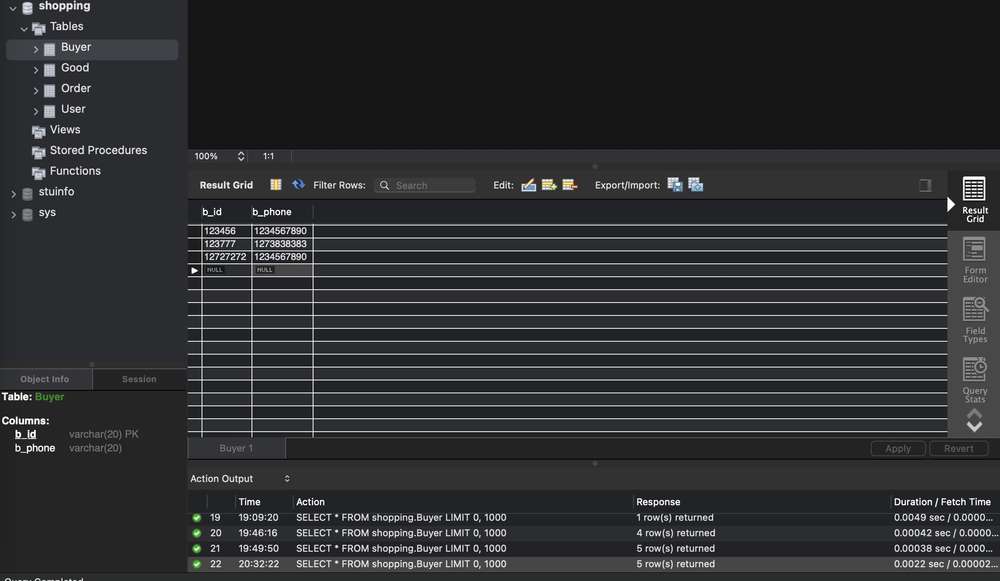 shopping
Tables
Buyer
Good
Order
User
Views
Stored Procedures
Functions
stuinfo
sys
Object Info Session
Table: Buyer
Columns:
b_id varchar(20) PK
b_phone varchar(20)
100% 1:1
Result Grid Filter Rows: Search Edit: Export/Import:
b_id b_phone
123456 1234567890
123777 1273838383
12727272 1234567890
NULL NULL
Result
Grid
Form
Editor
Field
Types
Query
Stats
Buyer 1 Apply Revert
Action Output
Time Action Response Duration / Fetch Time
19 19:09:20 SELECT * FROM shopping.Buyer LIMIT 0, 1000 1 row(s) returned 0.0049 sec / 0.0000...
20 19:46:16 SELECT * FROM shopping.Buyer LIMIT 0, 1000 4 row(s) returned 0.00042 sec / 0.0000...
21 19:49:50 SELECT * FROM shopping.Buyer LIMIT 0, 1000 5 row(s) returned 0.00038 sec / 0.000...
22 20:32:22 SELECT * FROM shopping.Buyer LIMIT 0, 1000 5 row(s) returned 0.0022 sec / 0.00002...
Query Completed